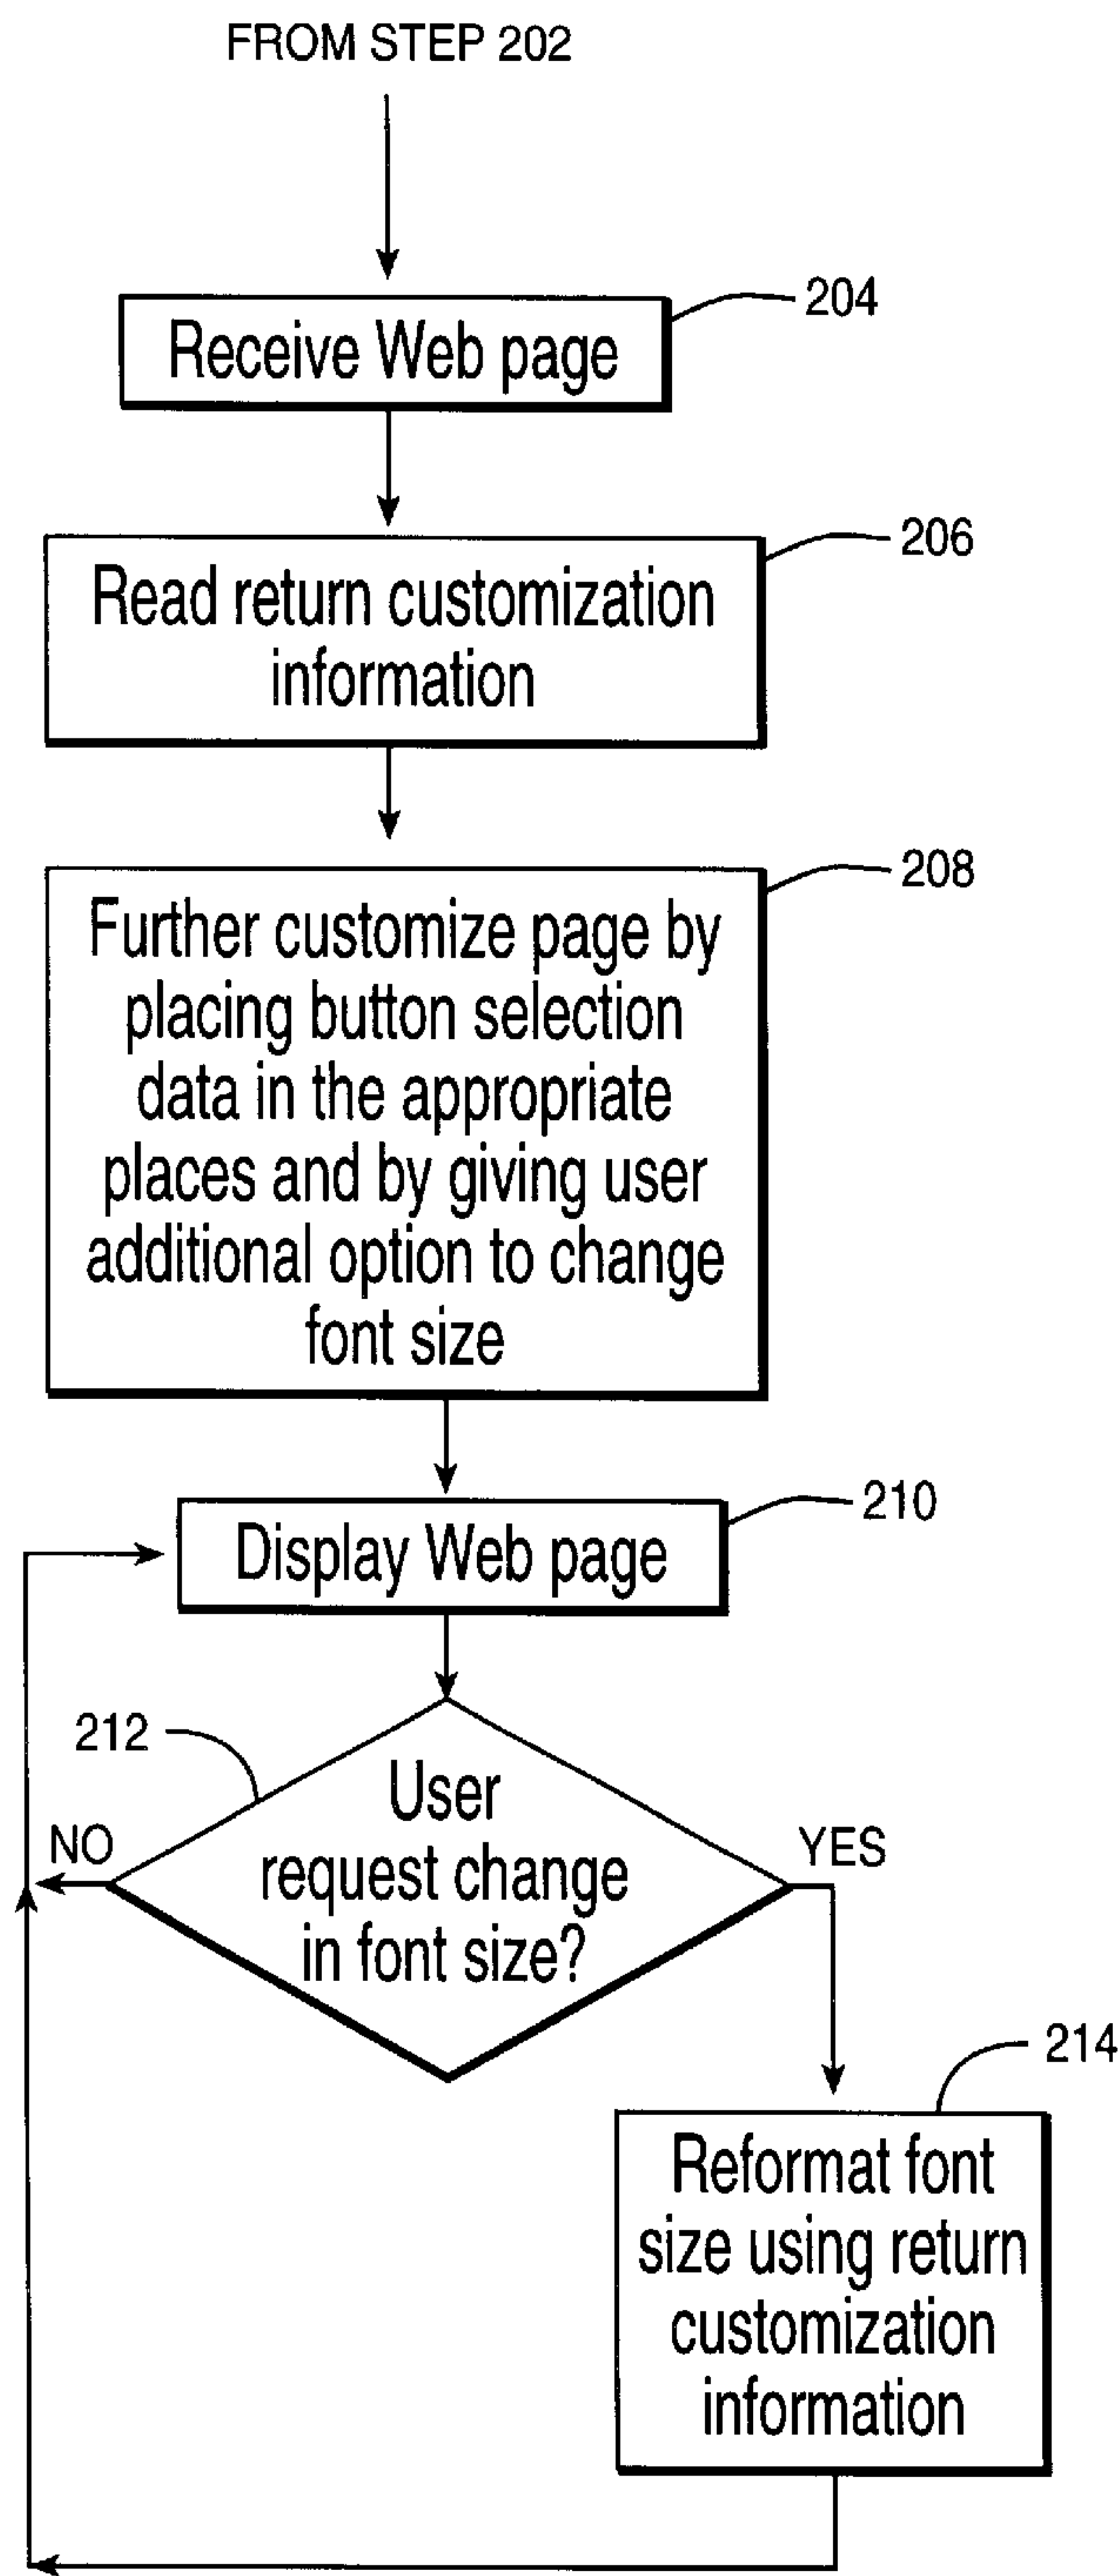 FROM STEP 202
204
Receive Web page
206
Read return customization
information
208
Further customize page by
placing button selection
data in the appropriate
places and by giving user
additional option to change
font size
210
Display Web page
212
User
request change
in font size?
NO
YES
214
Reformat font
size using return
customization
information